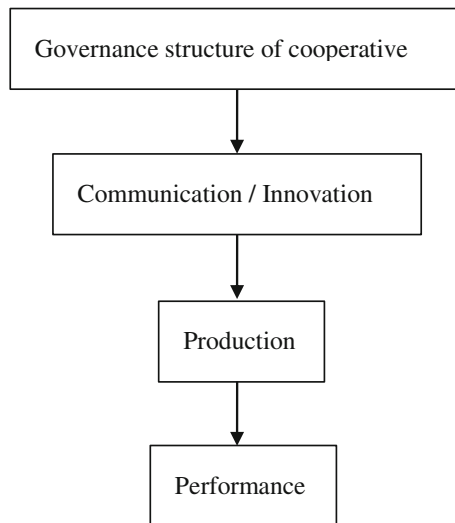 Governance structure of cooperative
Communication / Innovation
Production
Performance